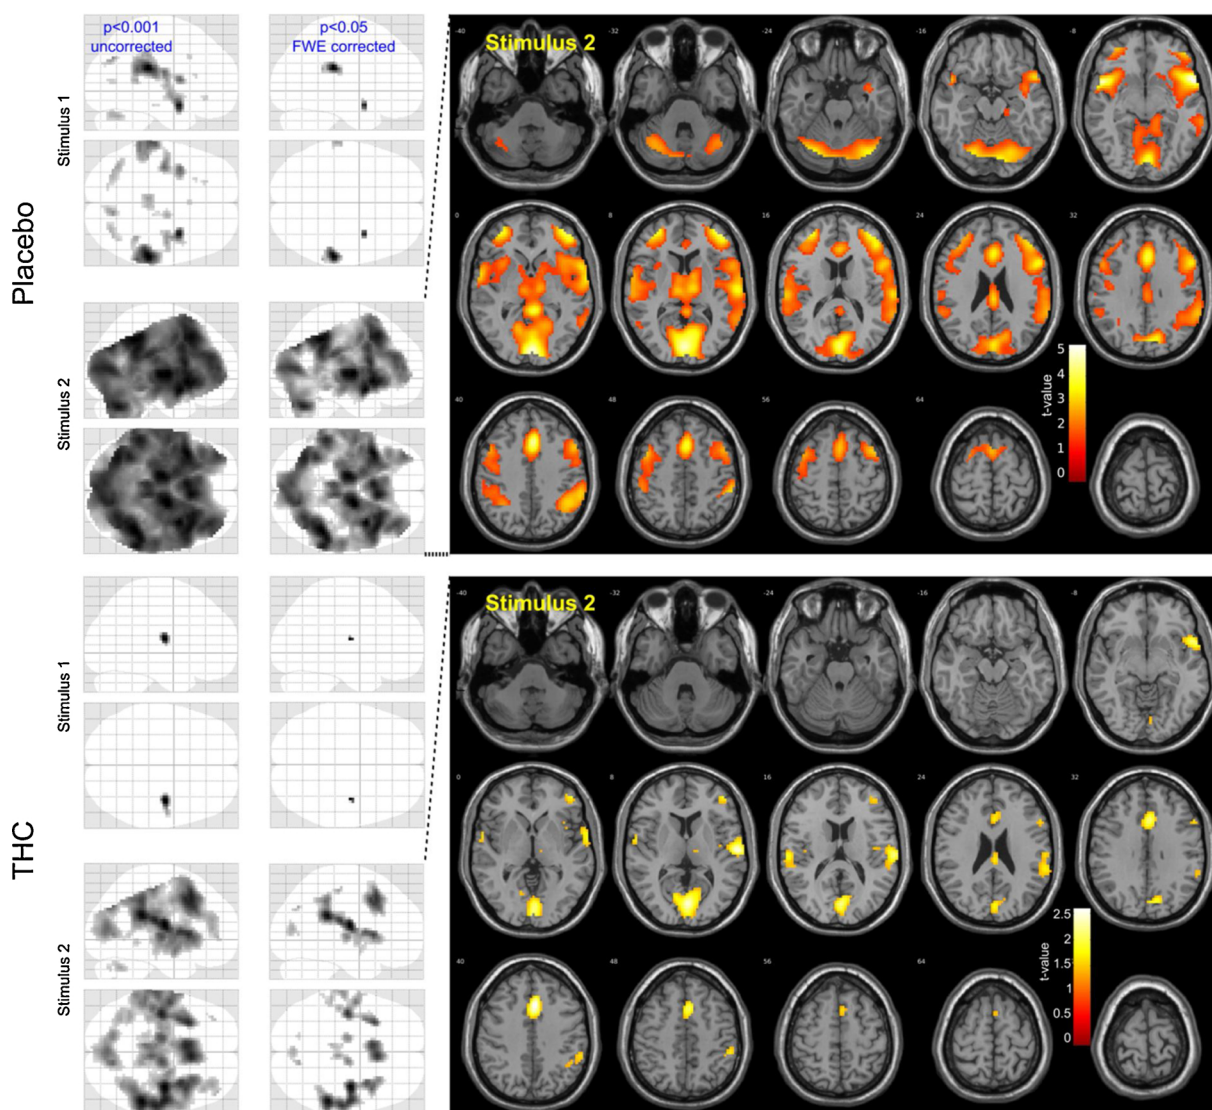 p<0.001
uncorrected
p<0.05
FWE corrected
Placebo
Stimulus 1
Stimulus 2
Stimulus 2
-40
-32
-24
-16
-8
0
8
16
24
32
40
48
56
64
5
4
3
2
1
0
t-value
THC
Stimulus 1
Stimulus 2
Stimulus 2
-40
-32
-24
-16
-8
0
8
16
24
32
40
48
56
64
2.5
2
1.5
1
0.5
0
t-value